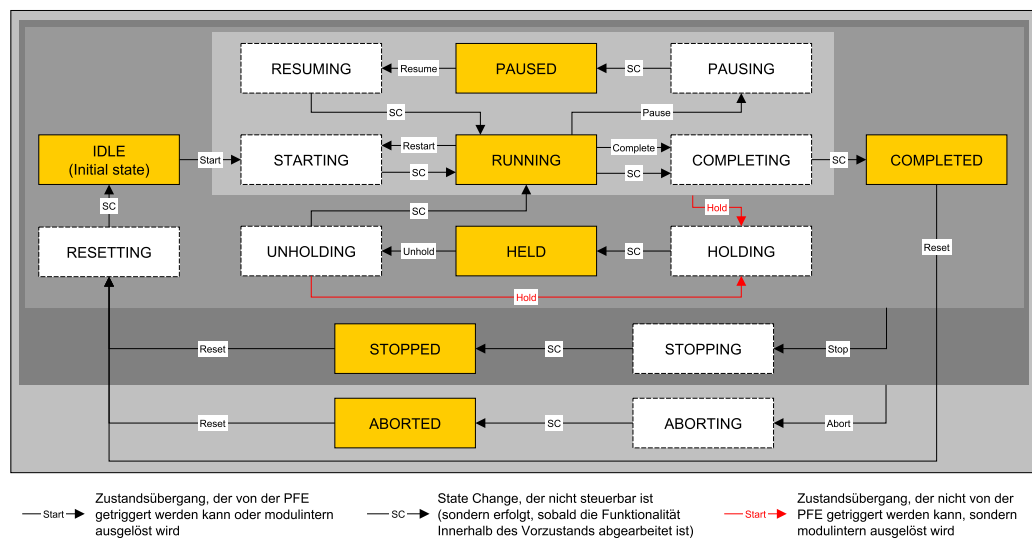 RESUMING
Resume
PAUSED
SC
PAUSING
SC
Pause
IDLE
(Initial state)
Start
STARTING
Restart
SC
RUNNING
Complete
SC
COMPLETING
SC
COMPLETED
SC
SC
Hold
RESETTING
UNHOLDING
Unhold
HELD
SC
HOLDING
Reset
Hold
Reset
STOPPED
SC
STOPPING
Stop
Reset
ABORTED
SC
ABORTING
Abort
Start
Zustandsübergang, der von der PFE
getriggert werden kann oder modulintern
ausgelöst wird
SC
State Change, der nicht steuerbar ist
(sondern erfolgt, sobald die Funktionalität
Innerhalb des Vorzustands abgearbeitet ist)
Start
Zustandsübergang, der nicht von der
PFE getriggert werden kann, sondern
modulintern ausgelöst wird